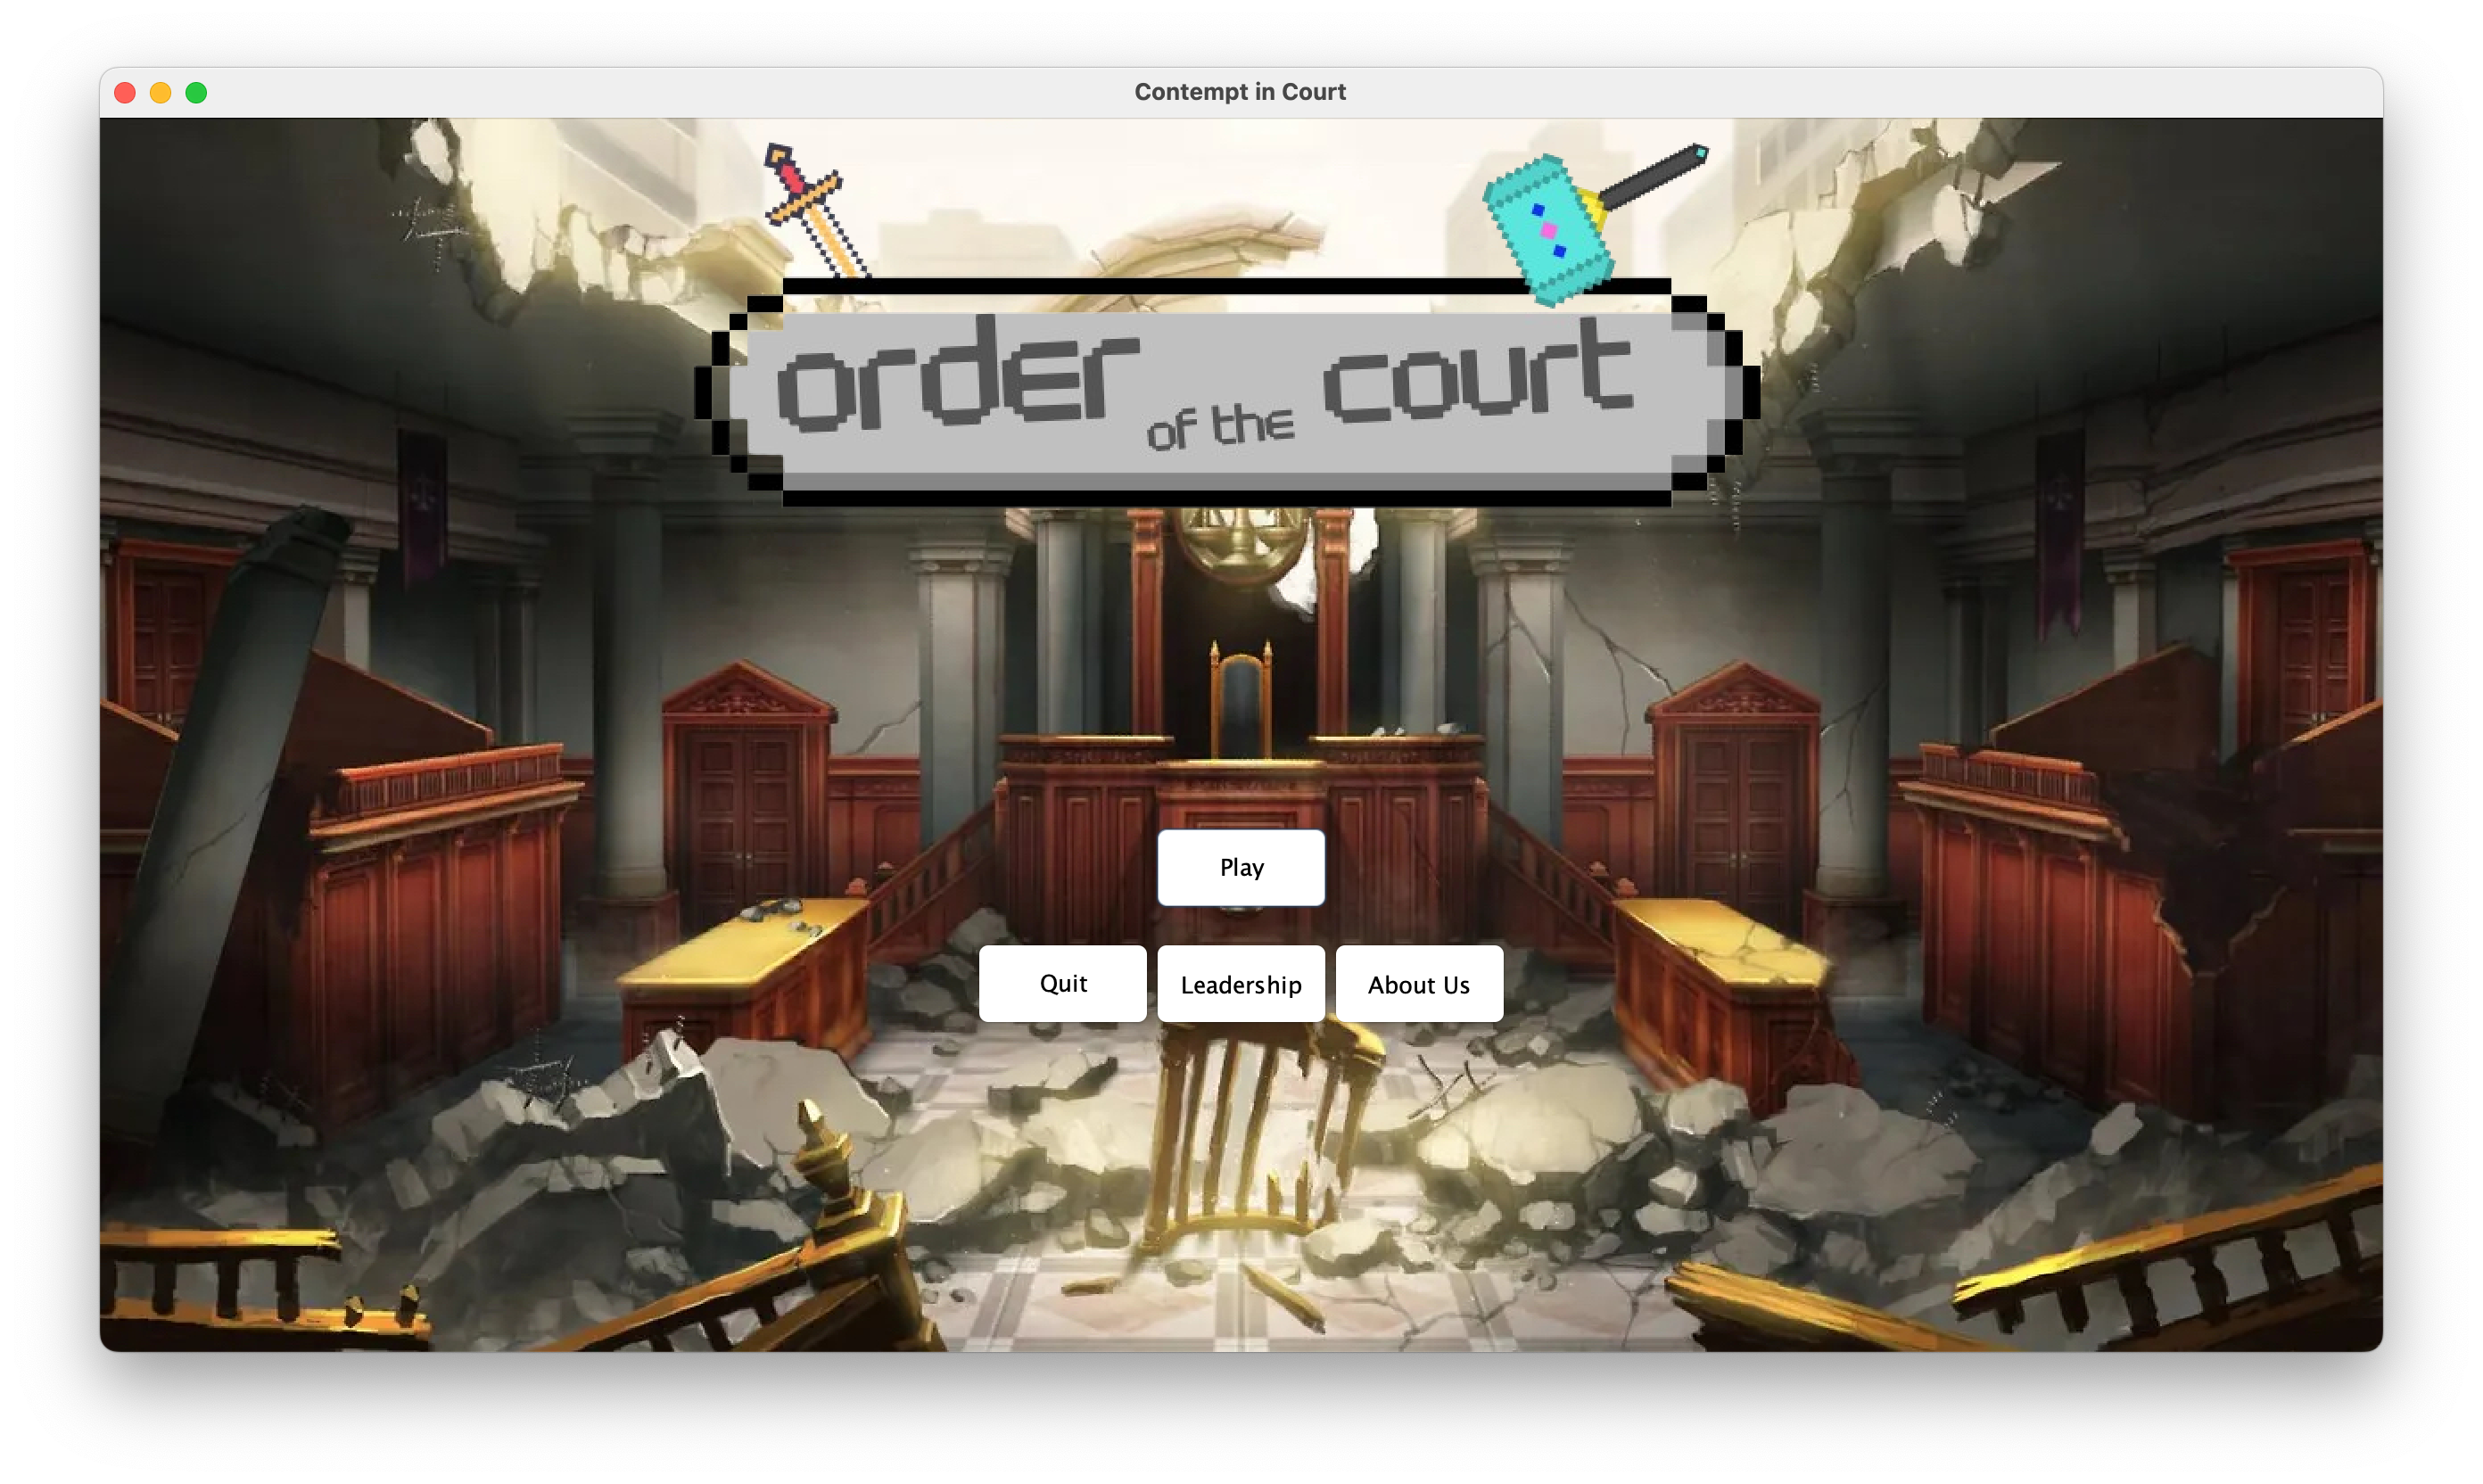 Contempt in Court
order of the court
Play
Quit
Leadership
About Us